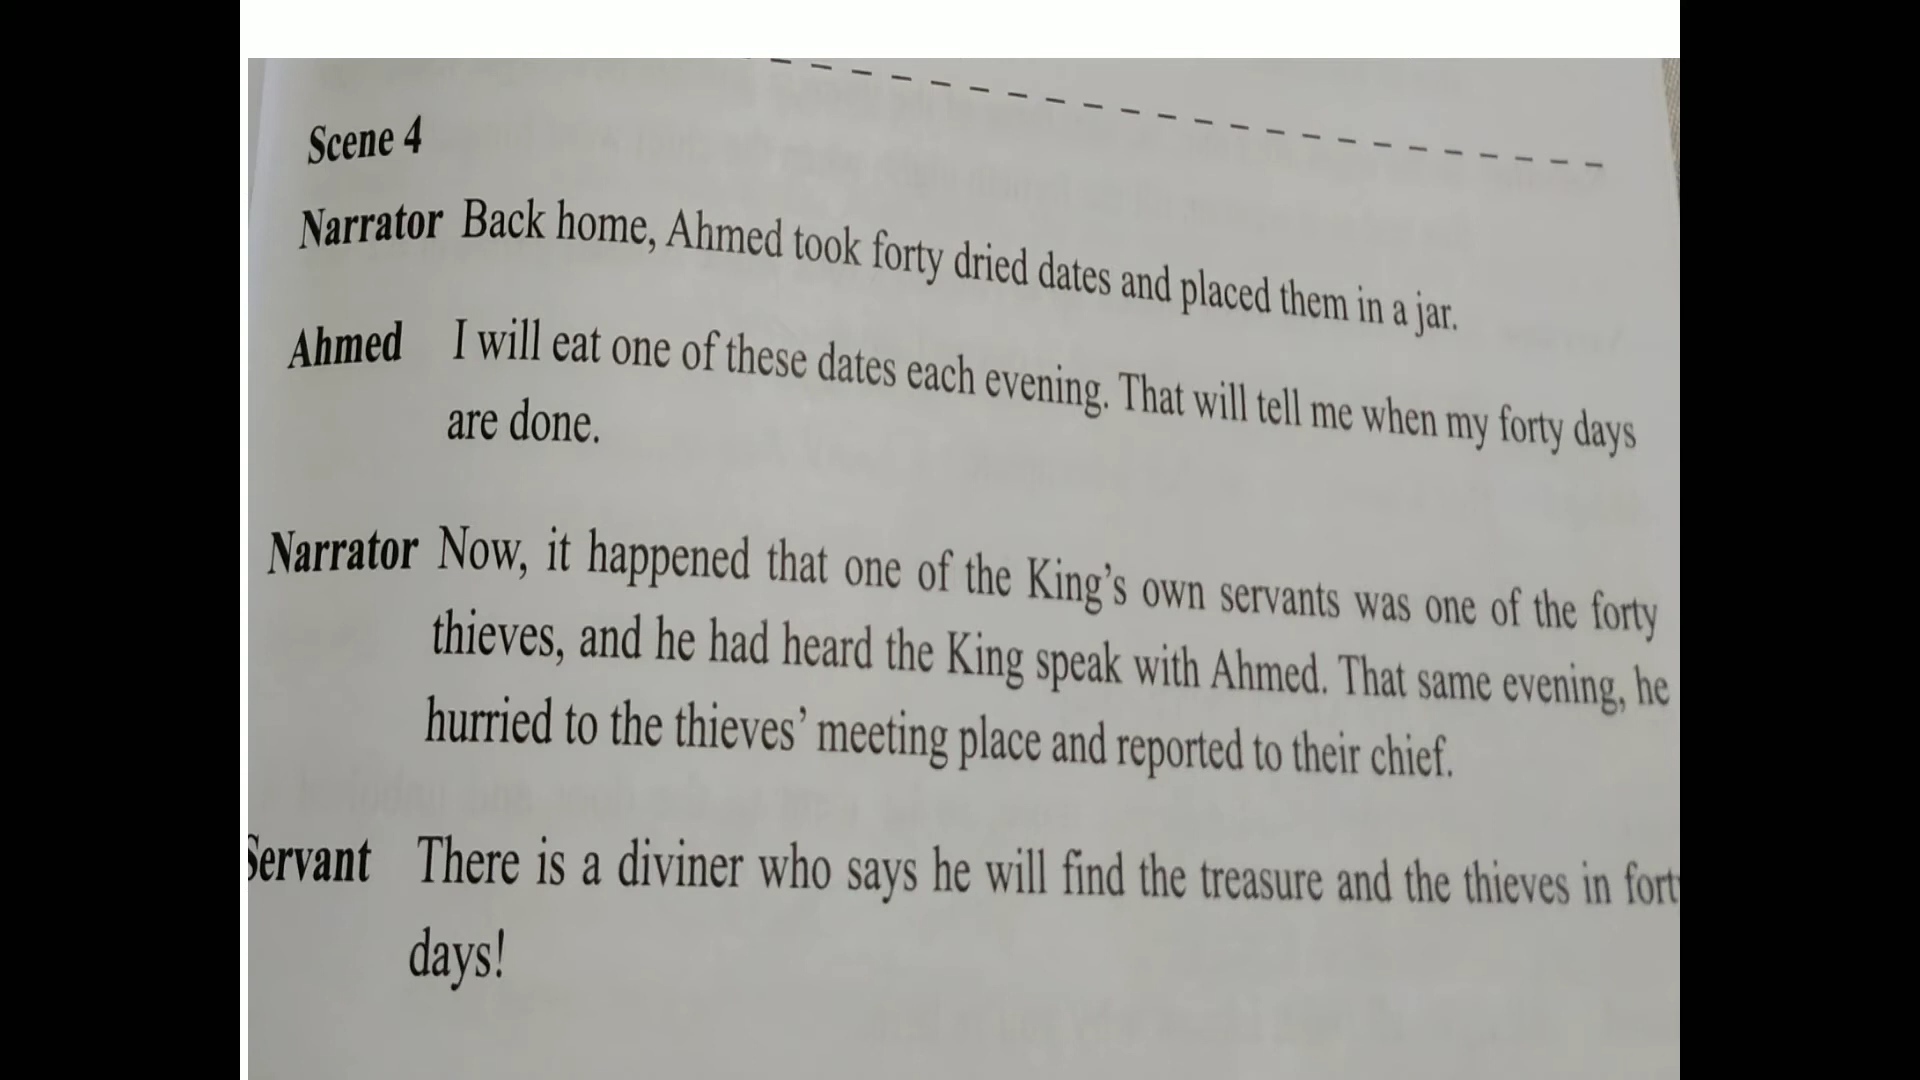 Scene 4
Narrator Back home, Ahmed took forty dried dates and placed them in a jar.
Ahmed I will eat one of these dates each evening. That will tell me when my forty days
are done.
Narrator Now, it happened that one of the King's own servants was one of the forty
thieves, and he had heard the King speak with Ahmed. That same evening, he
hurried to the thieves' meeting place and reported to their chief.
Servant There is a diviner who says he will find the treasure and the thieves in fort
days!